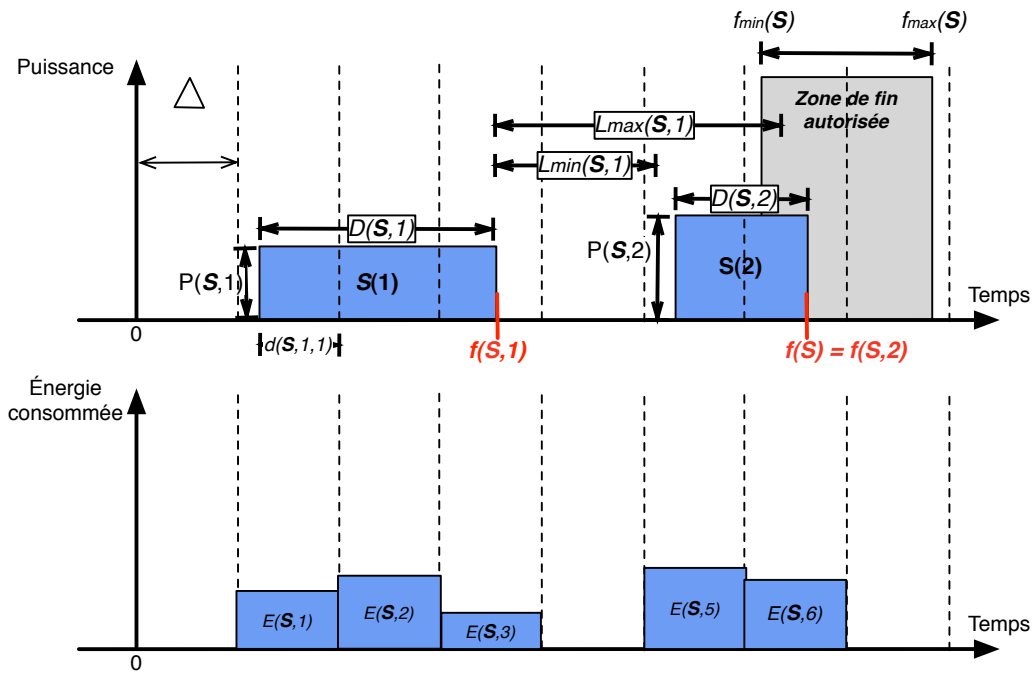 fmin(S)
fmax(S)
Puissance
△
Zone de fin
autorisée
Lmax(S,1)
Lmin(S,1)
D(S,1)
D(S,2)
P(S,1)
S(1)
P(S,2)
S(2)
Temps
0
d(S,1,1)
f(S,1)
f(S) = f(S,2)
Énergie
consommée
E(S,1)
E(S,2)
E(S,3)
E(S,5)
E(S,6)
Temps
0